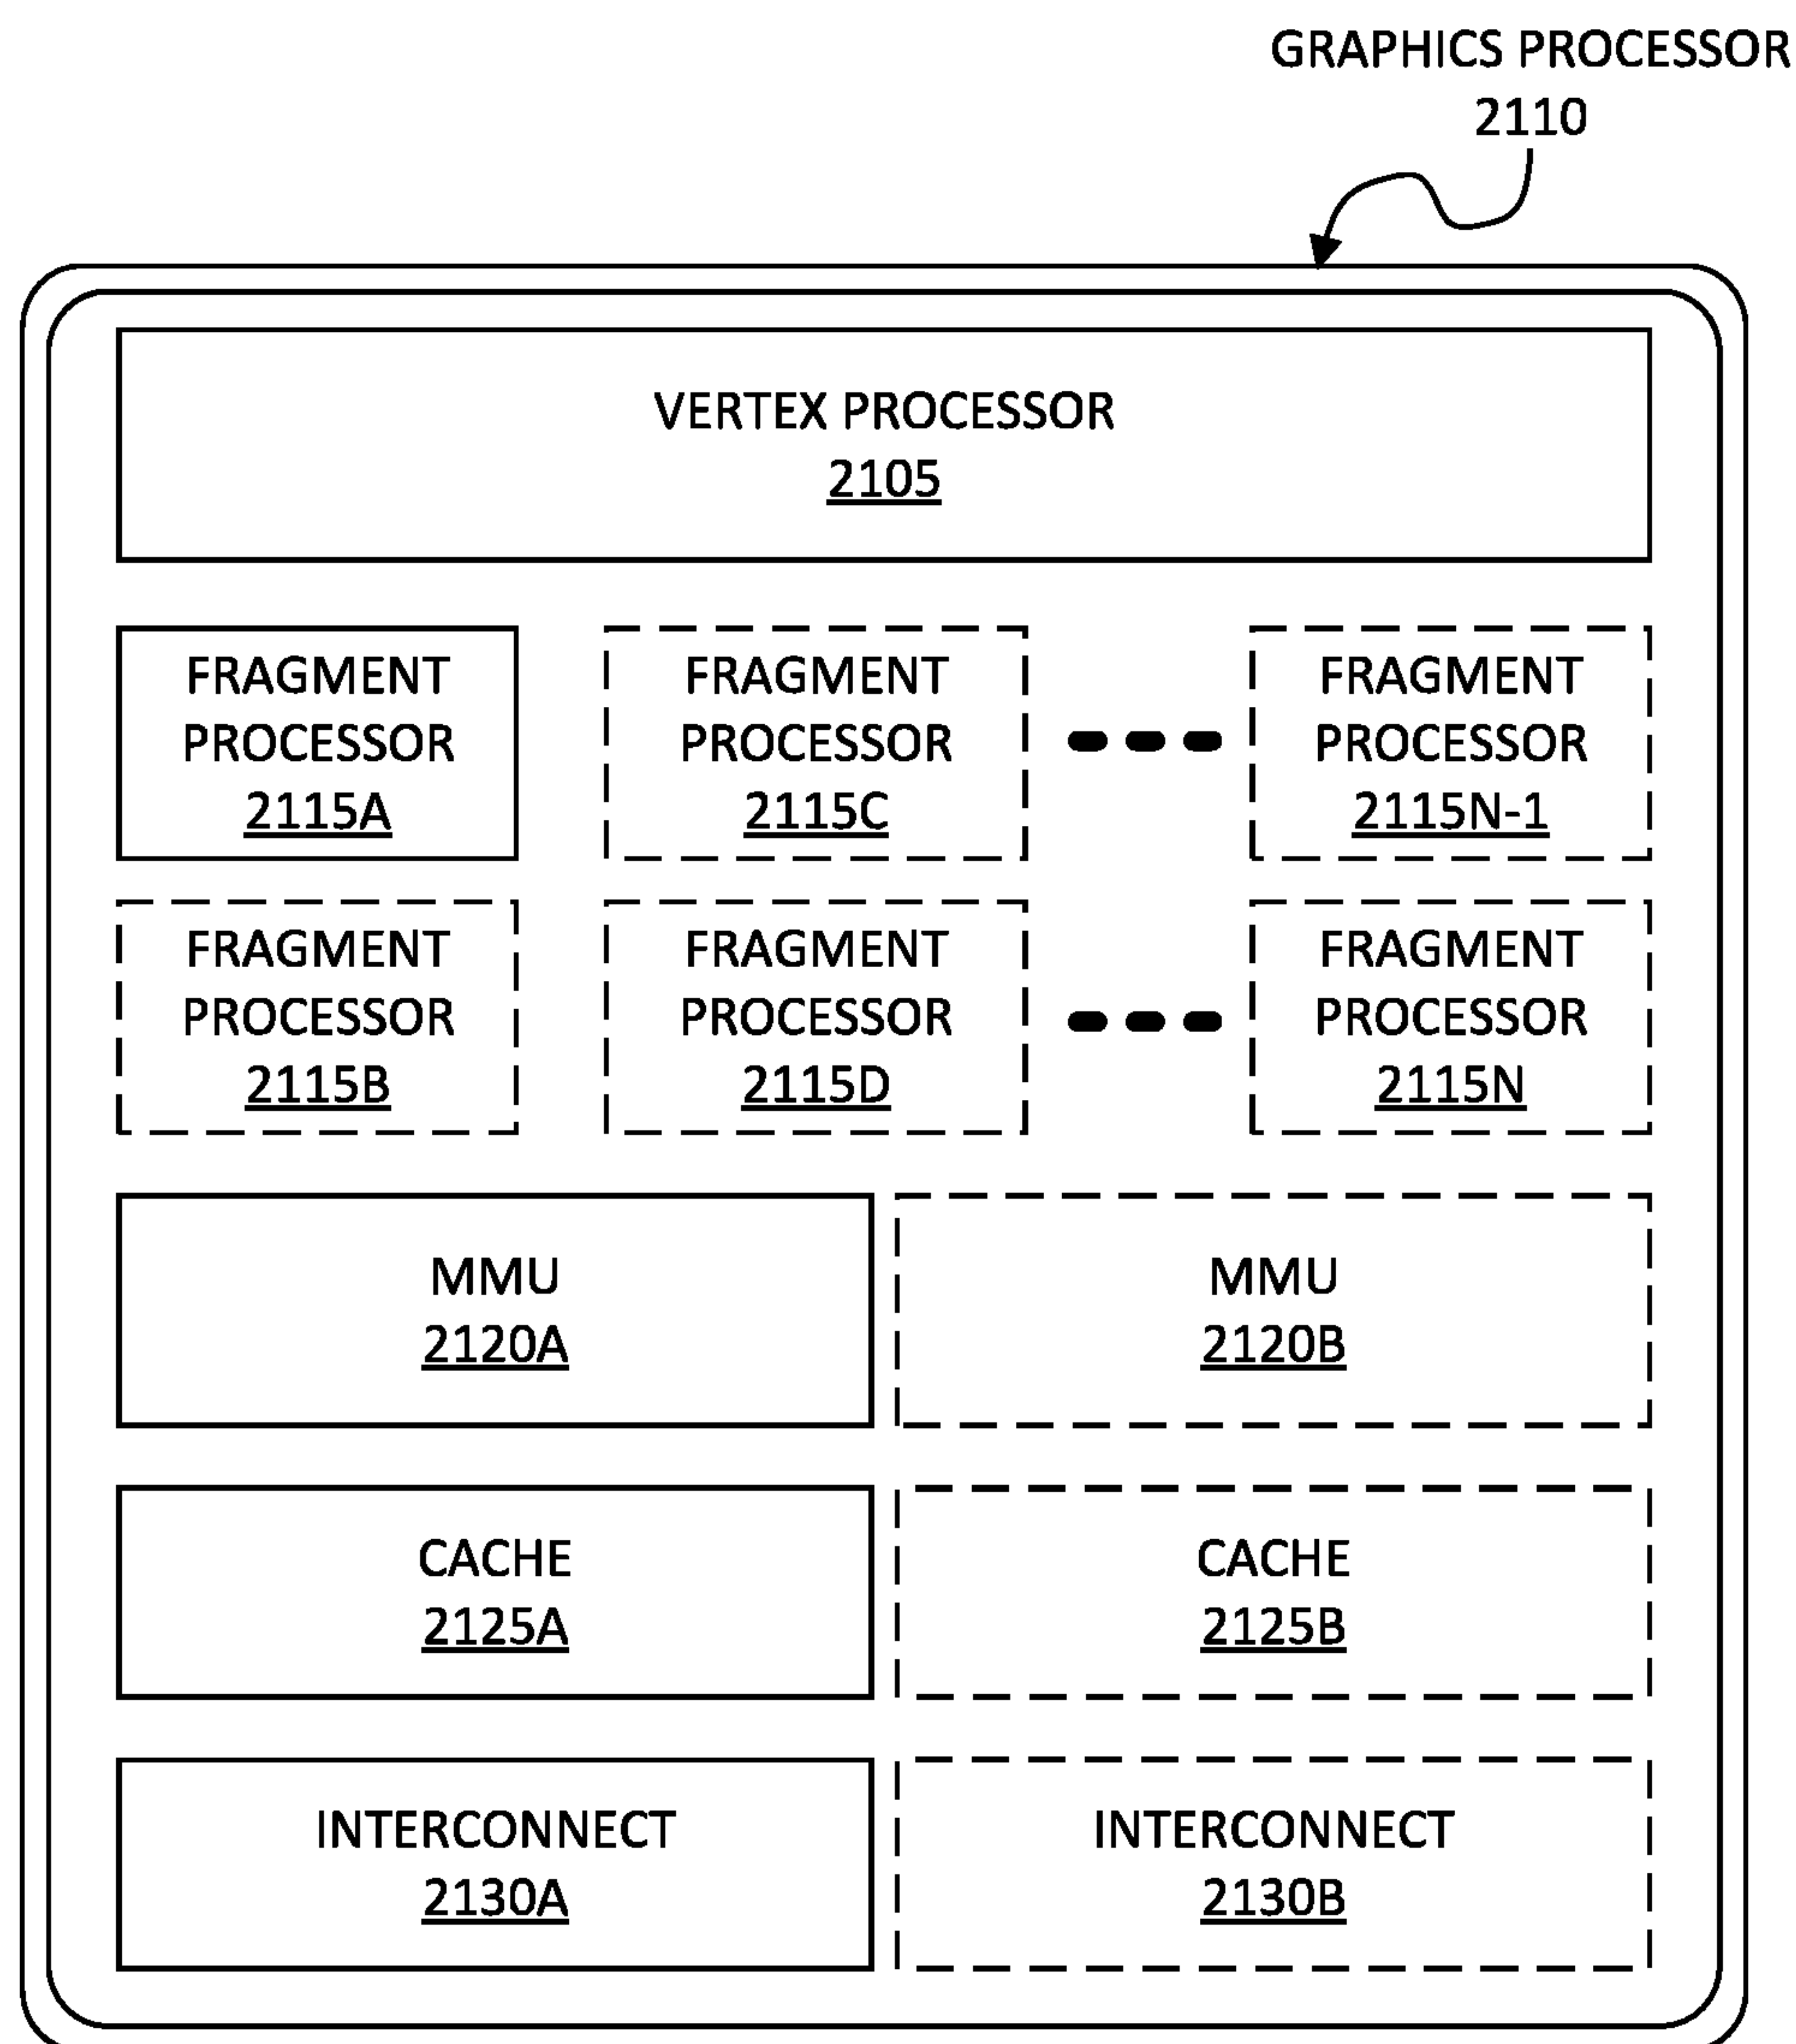 GRAPHICS PROCESSOR
2110
VERTEX PROCESSOR
2105
FRAGMENT
PROCESSOR
2115A
FRAGMENT
PROCESSOR
2115C
FRAGMENT
PROCESSOR
2115N-1
FRAGMENT
PROCESSOR
2115B
FRAGMENT
PROCESSOR
2115D
FRAGMENT
PROCESSOR
2115N
MMU
2120A
MMU
2120B
CACHE
2125A
CACHE
2125B
INTERCONNECT
2130A
INTERCONNECT
2130B